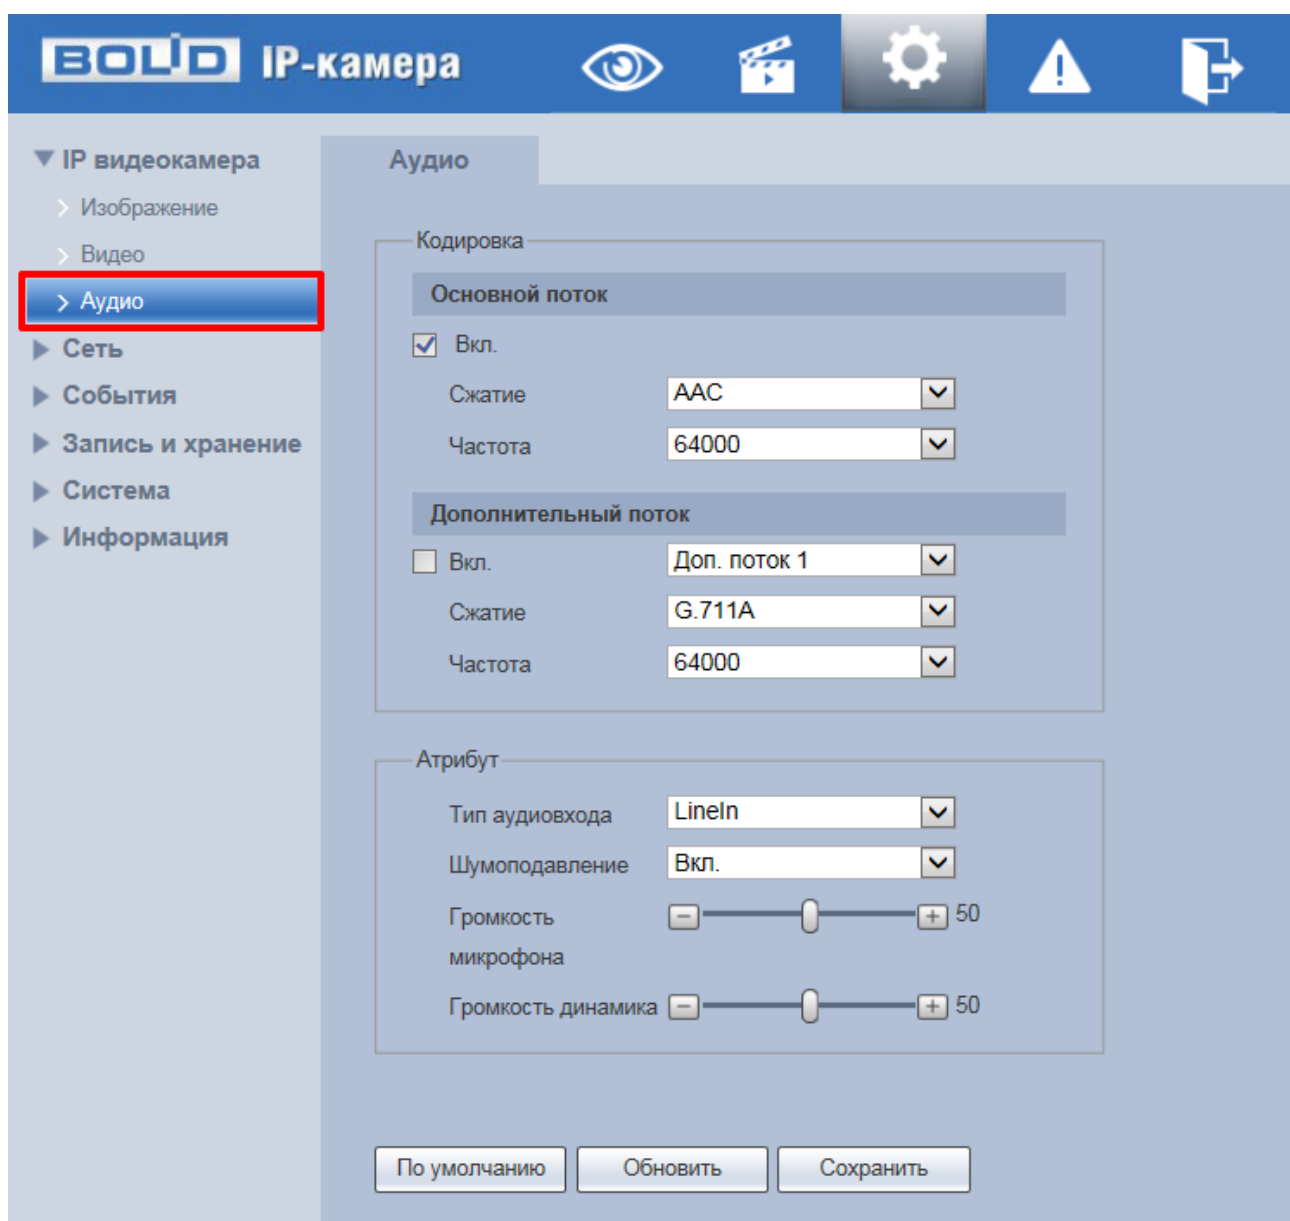 BOLID IP-камера
IP видеокамера
Изображение
Видео
Аудио
Сеть
События
Запись и хранение
Система
Информация
Аудио
Кодировка
Основной поток
Вкл.
Сжатие AAC
Частота 64000
Дополнительный поток
Вкл. Доп. поток 1
Сжатие G.711A
Частота 64000
Атрибут
Тип аудиовхода LineIn
Шумоподавление Вкл.
Громкость 50
микрофона
Громкость динамика 50
По умолчанию Обновить Сохранить